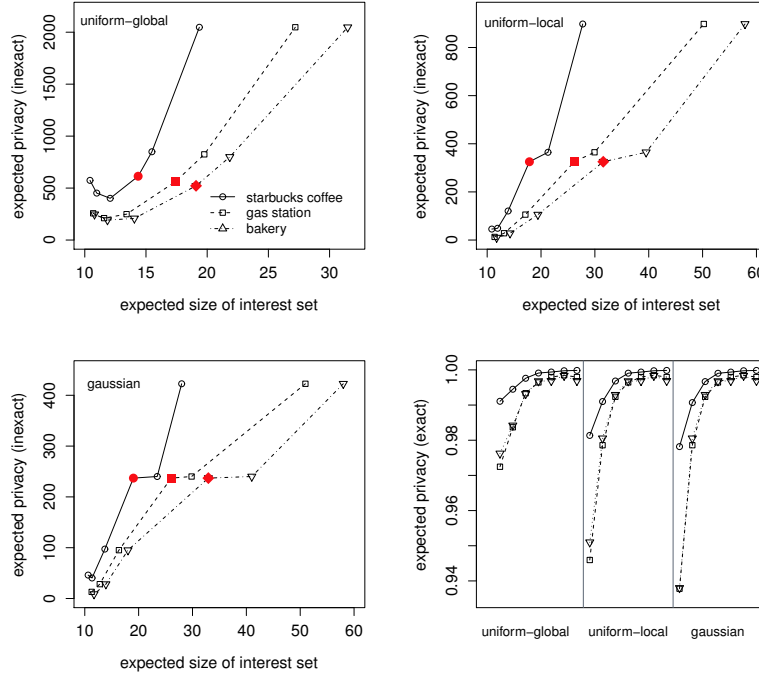 uniform−global
expected privacy (inexact)
0 500 1000 1500 2000
starbucks coffee
gas station
bakery
10 15 20 25 30
expected size of interest set
uniform−local
expected privacy (inexact)
0 200 400 600 800
10 20 30 40 50 60
expected size of interest set
gaussian
expected privacy (inexact)
0 100 200 300 400
10 20 30 40 50 60
expected size of interest set
expected privacy (exact)
0.94 0.96 0.98 1.00
uniform−global uniform−local gaussian